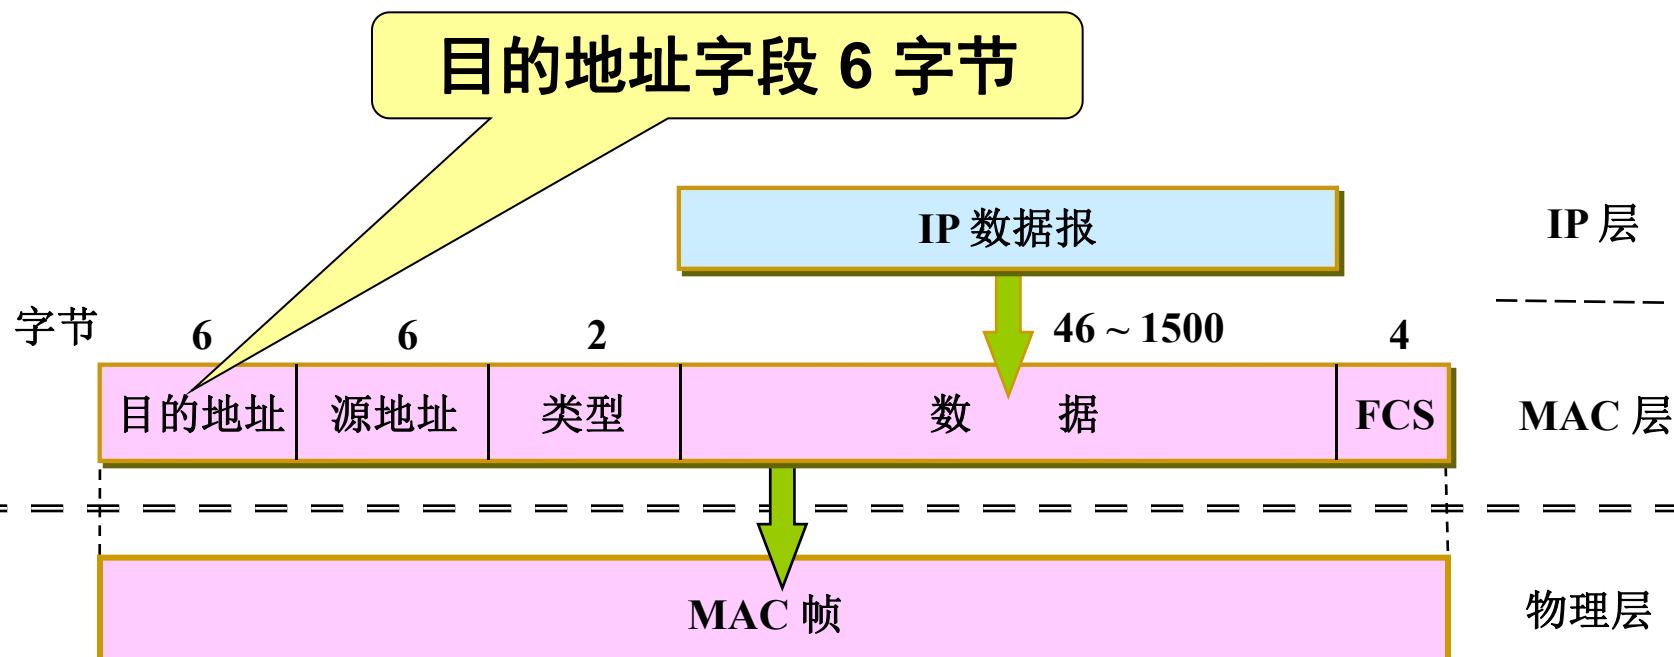 目的地址字段 6 字节
IP 数据报
IP 层
字节
6
6
2
46 ~ 1500
4
目的地址
源地址
类型
数 据
FCS
MAC 层
MAC 帧
物理层